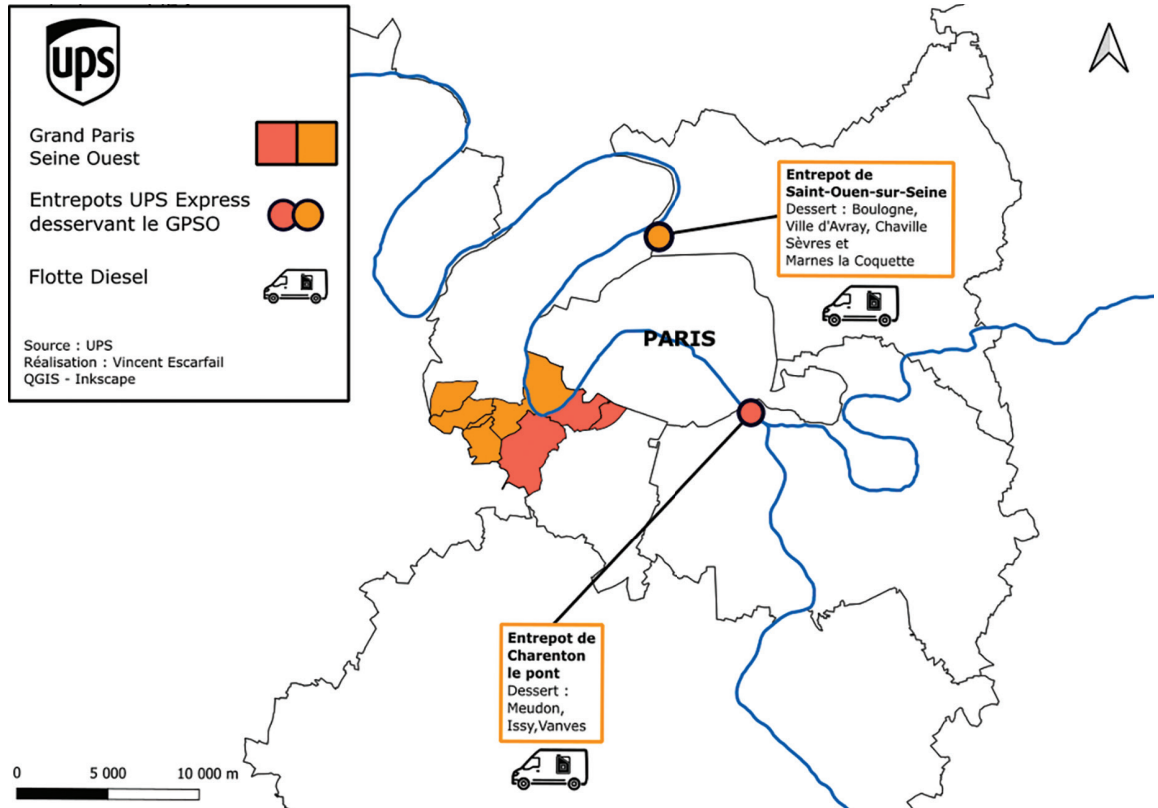 ups
Grand Paris
Seine Ouest
Entrepots UPS Express
desservant le GPSO
Flotte Diesel
Source : UPS
Réalisation : Vincent Escarfail
QGIS - Inkscape
Entrepot de
Saint-Ouen-sur-Seine
Dessert : Boulogne,
Ville d'Avray, Chaville
Sèvres et
Marnes la Coquette
PARIS
Entrepot de
Charenton
le pont
Dessert :
Meudon,
Issy,Vanves
0 5 000 10 000 m